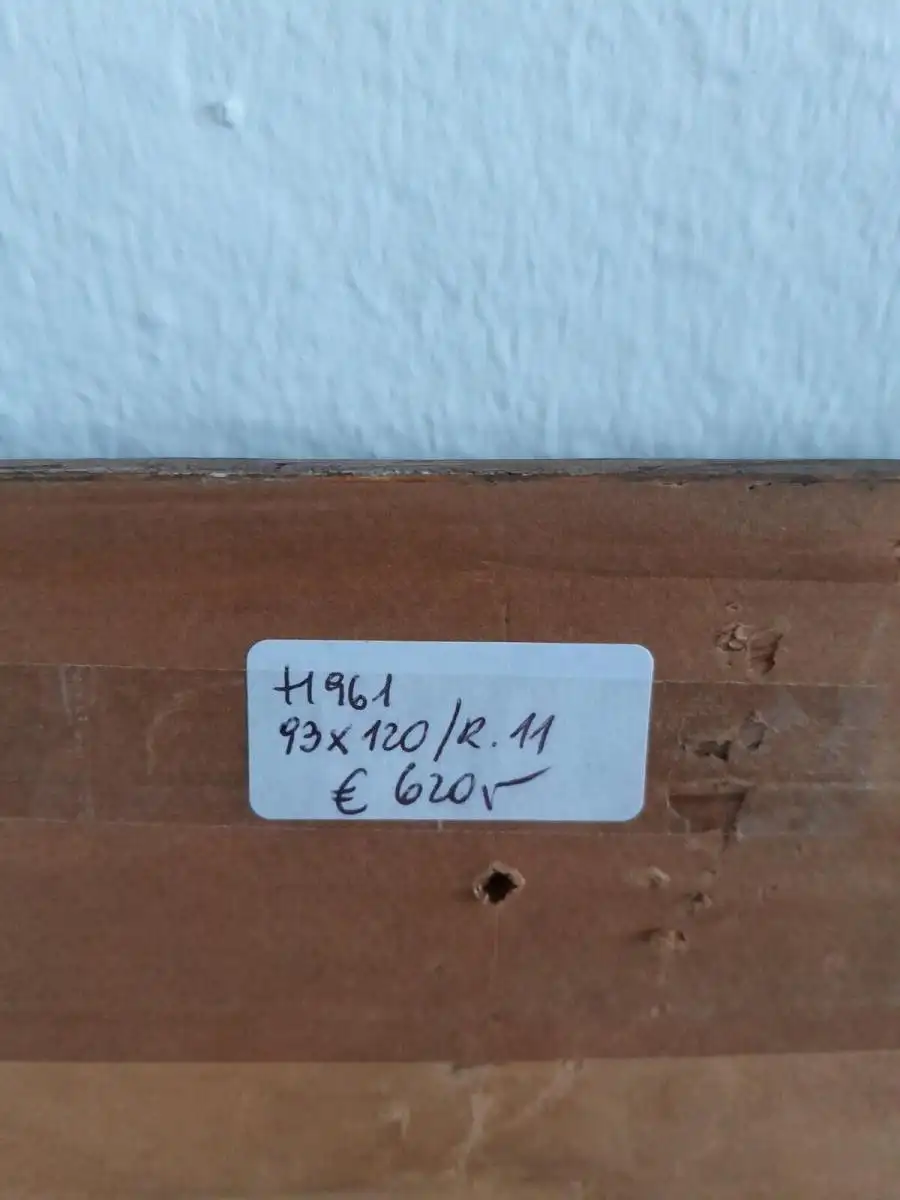 H961
93x120/R.11
€ 620,-